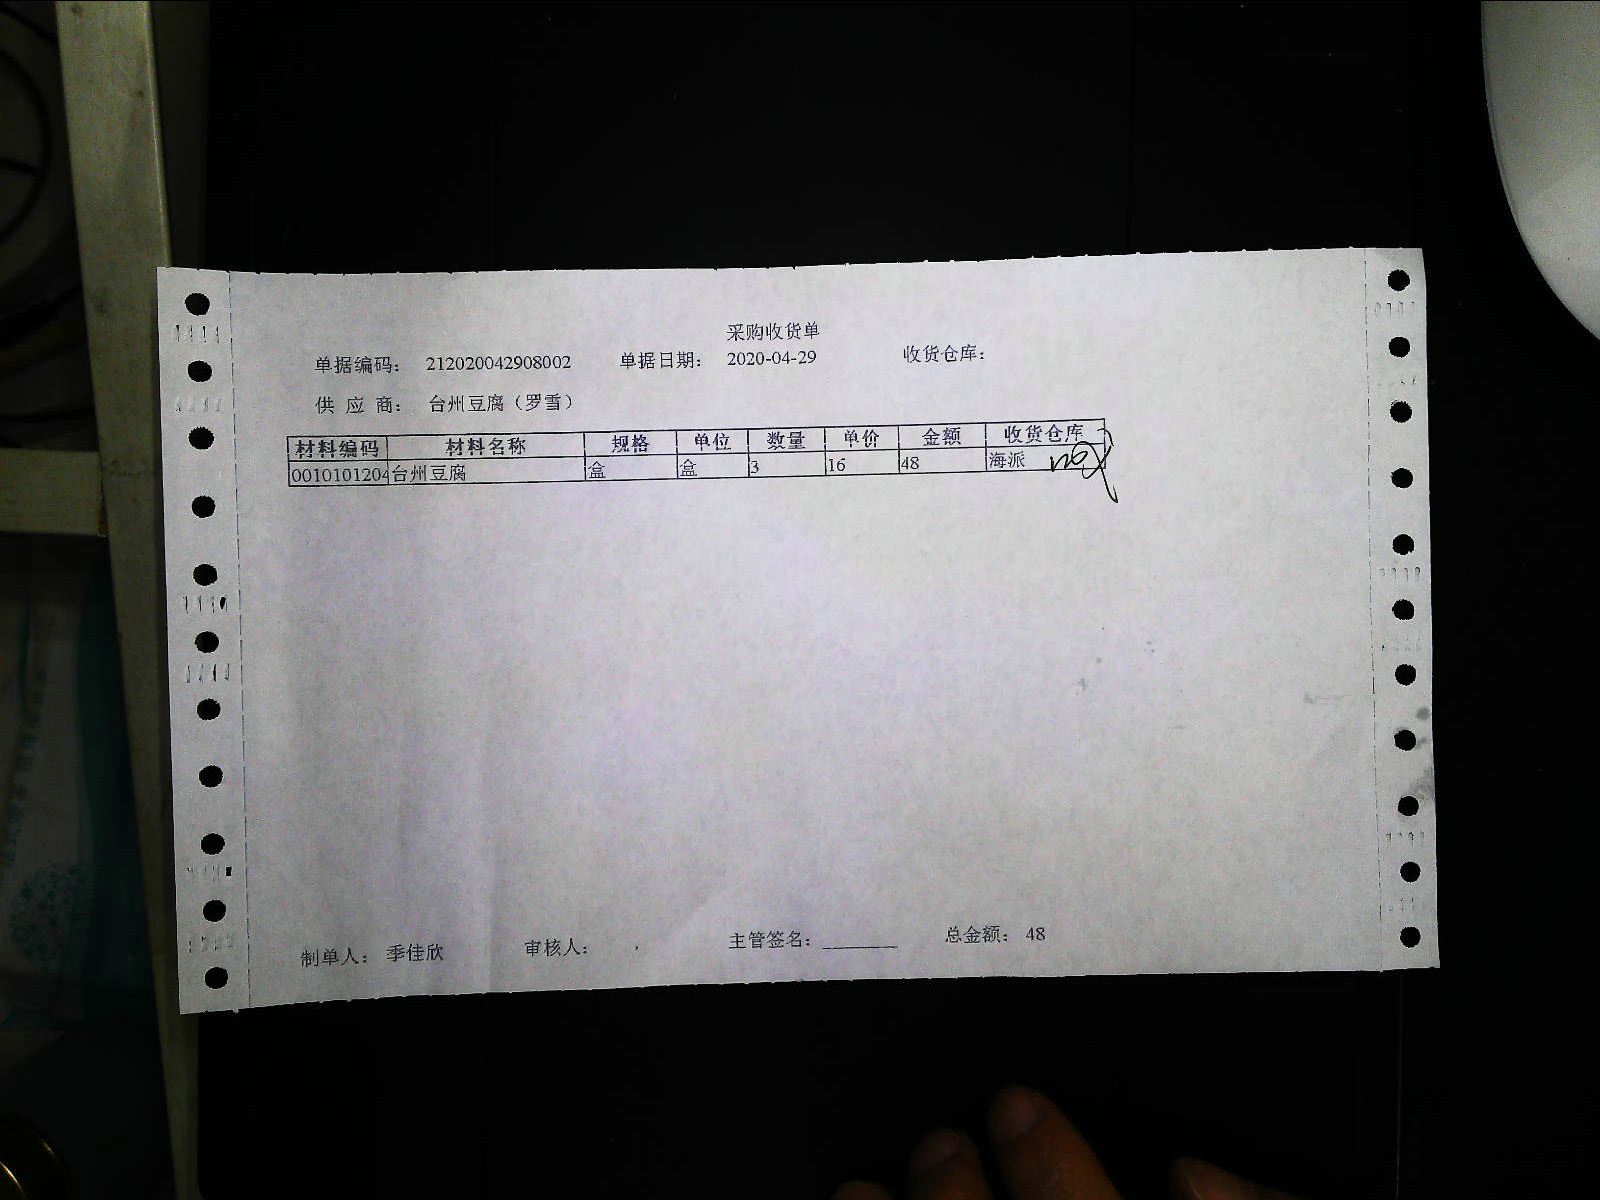 采购收货单
单据编码： 212020042908002 单据日期： 2020-04-29 收货仓库：
供 应 商： 台州豆腐（罗雪）
材料编码 材料名称 规格 单位 数量 单价 金额 收货仓库
0010101204 台州豆腐 盒 盒 3 16 48 海派
制单人： 季佳欣 审核人： 主管签名：________ 总金额： 48